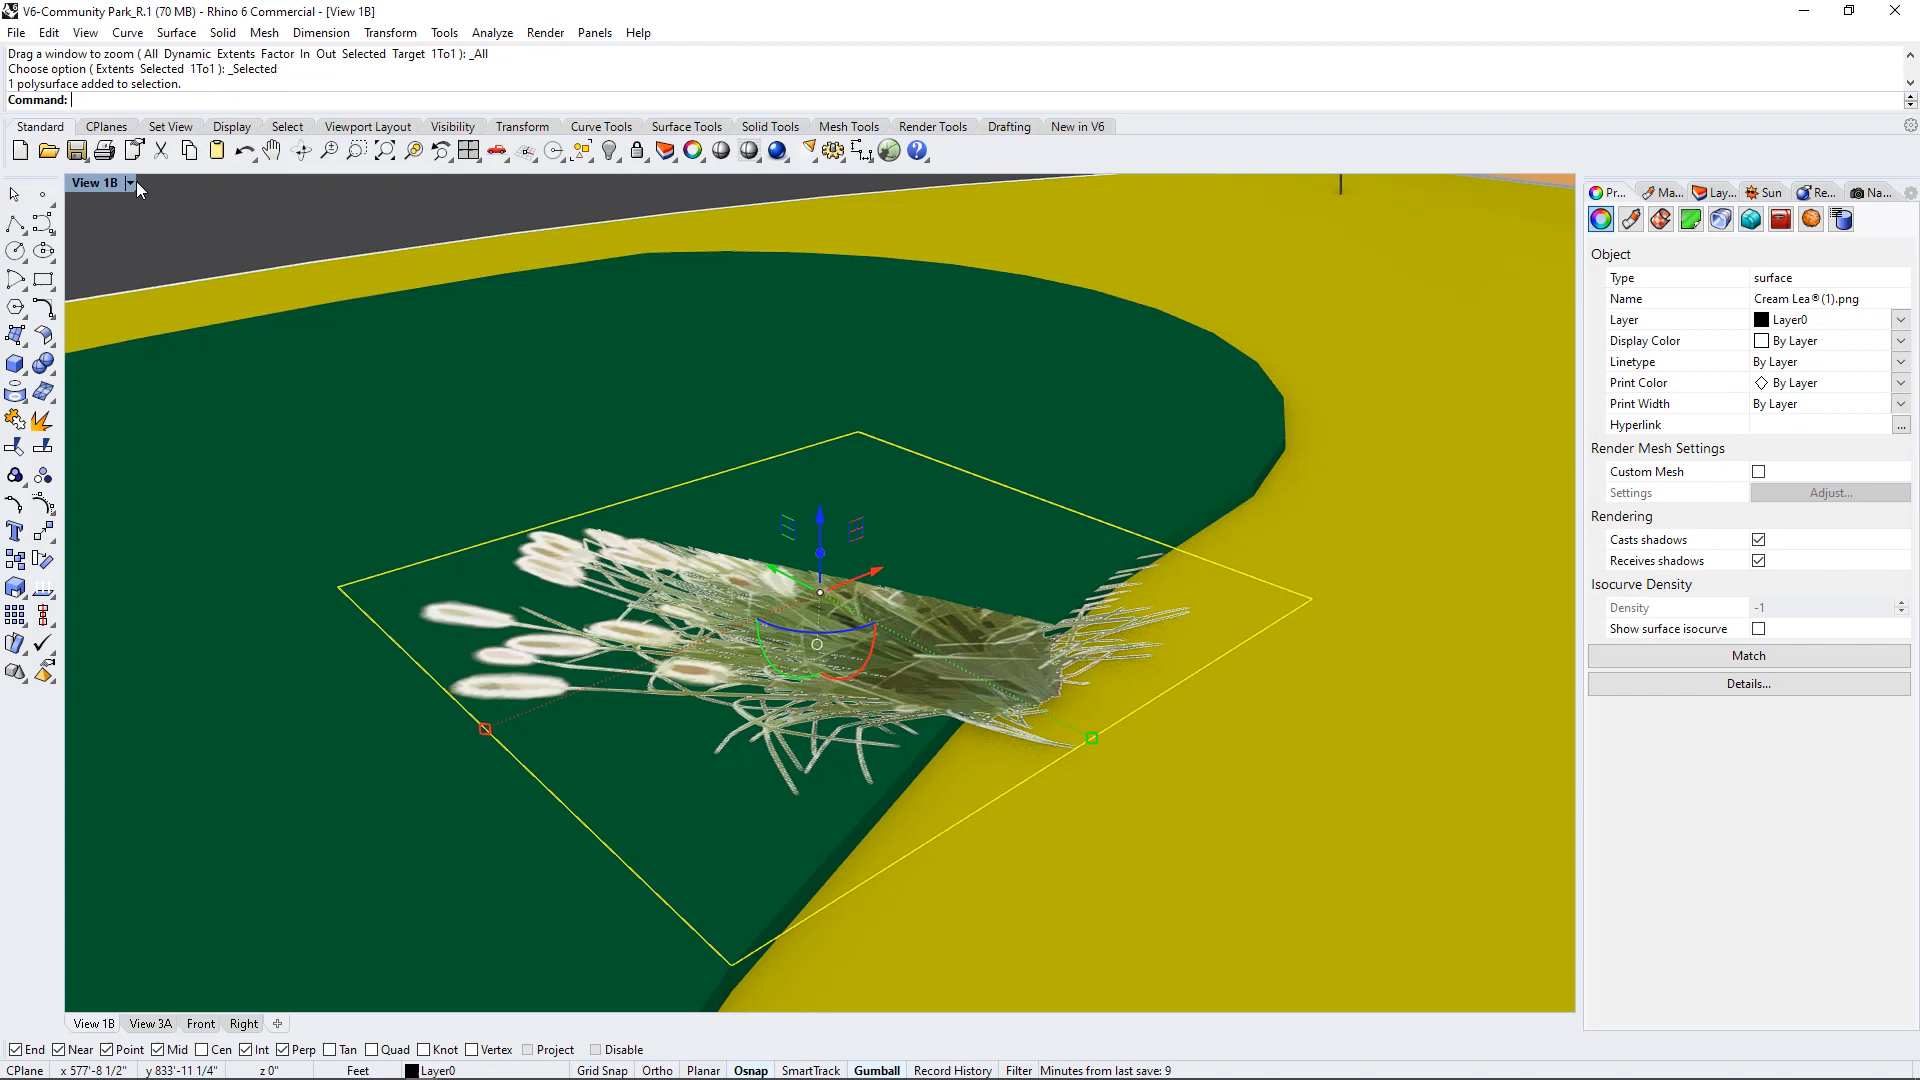 V6-Community Park_R.1 (70 MB) - Rhino 6 Commercial - [View 1B]
File Edit View Curve Surface Solid Mesh Dimension Transform Tools Analyze Render Panels Help
Drag a window to zoom ( All Dynamic Extents Factor In Out Selected Target 1To1 ): _All
Choose option ( Extents Selected 1To1 ): _Selected
1 polysurface added to selection.
Command:
Standard CPlanes Set View Display Select Viewport Layout Visibility Transform Curve Tools Surface Tools Solid Tools Mesh Tools Render Tools Drafting New in V6
View 1B
Pr... Ma... Lay... Sun Re... Na...
Object
Type surface
Name Cream Lea®(1).png
Layer Layer0
Display Color By Layer
Linetype By Layer
Print Color By Layer
Print Width By Layer
Hyperlink ...
Render Mesh Settings
Custom Mesh
Settings Adjust...
Rendering
Casts shadows
Receives shadows
Isocurve Density
Density -1
Show surface isocurve
Match
Details...
View 1B View 3A Front Right
End Near Point Mid Cen Int Perp Tan Quad Knot Vertex Project Disable
CPlane x 577'-8 1/2" y 833'-11 1/4" z 0" Feet Layer0 Grid Snap Ortho Planar Osnap SmartTrack Gumball Record History Filter Minutes from last save: 9